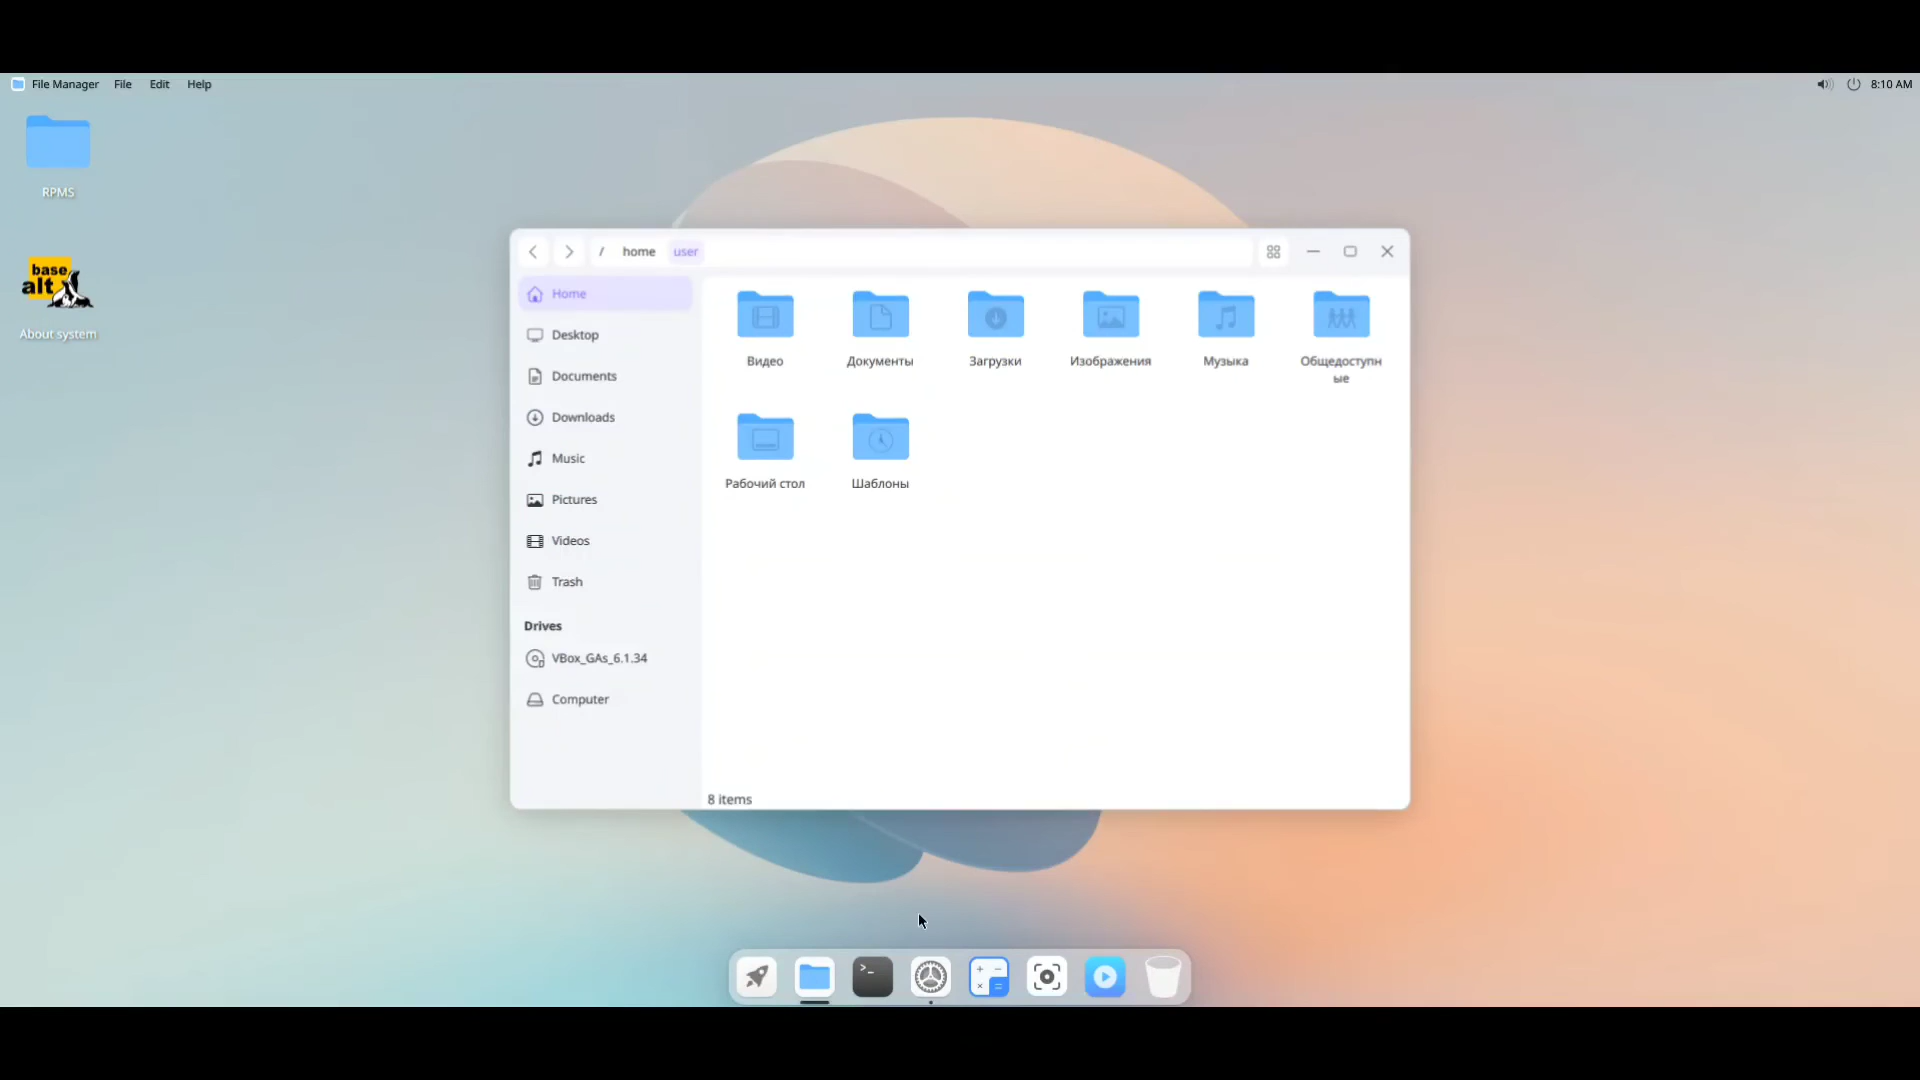 File Manager File Edit Help
8:10 AM
RPMS
base
alt
About system
/ home user
Home
Desktop
Documents
Downloads
Music
Pictures
Videos
Trash
Drives
VBox_GAs_6.1.34
Computer
Видео Документы Загрузки Изображения Музыка Общедоступн
ые
Рабочий стол Шаблоны
8 items